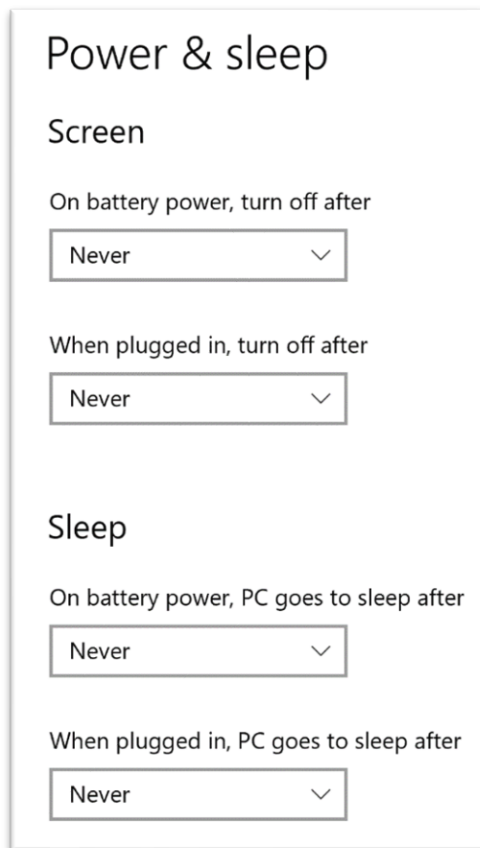 Power & sleep
Screen
On battery power, turn off after
Never
When plugged in, turn off after
Never
Sleep
On battery power, PC goes to sleep after
Never
When plugged in, PC goes to sleep after
Never